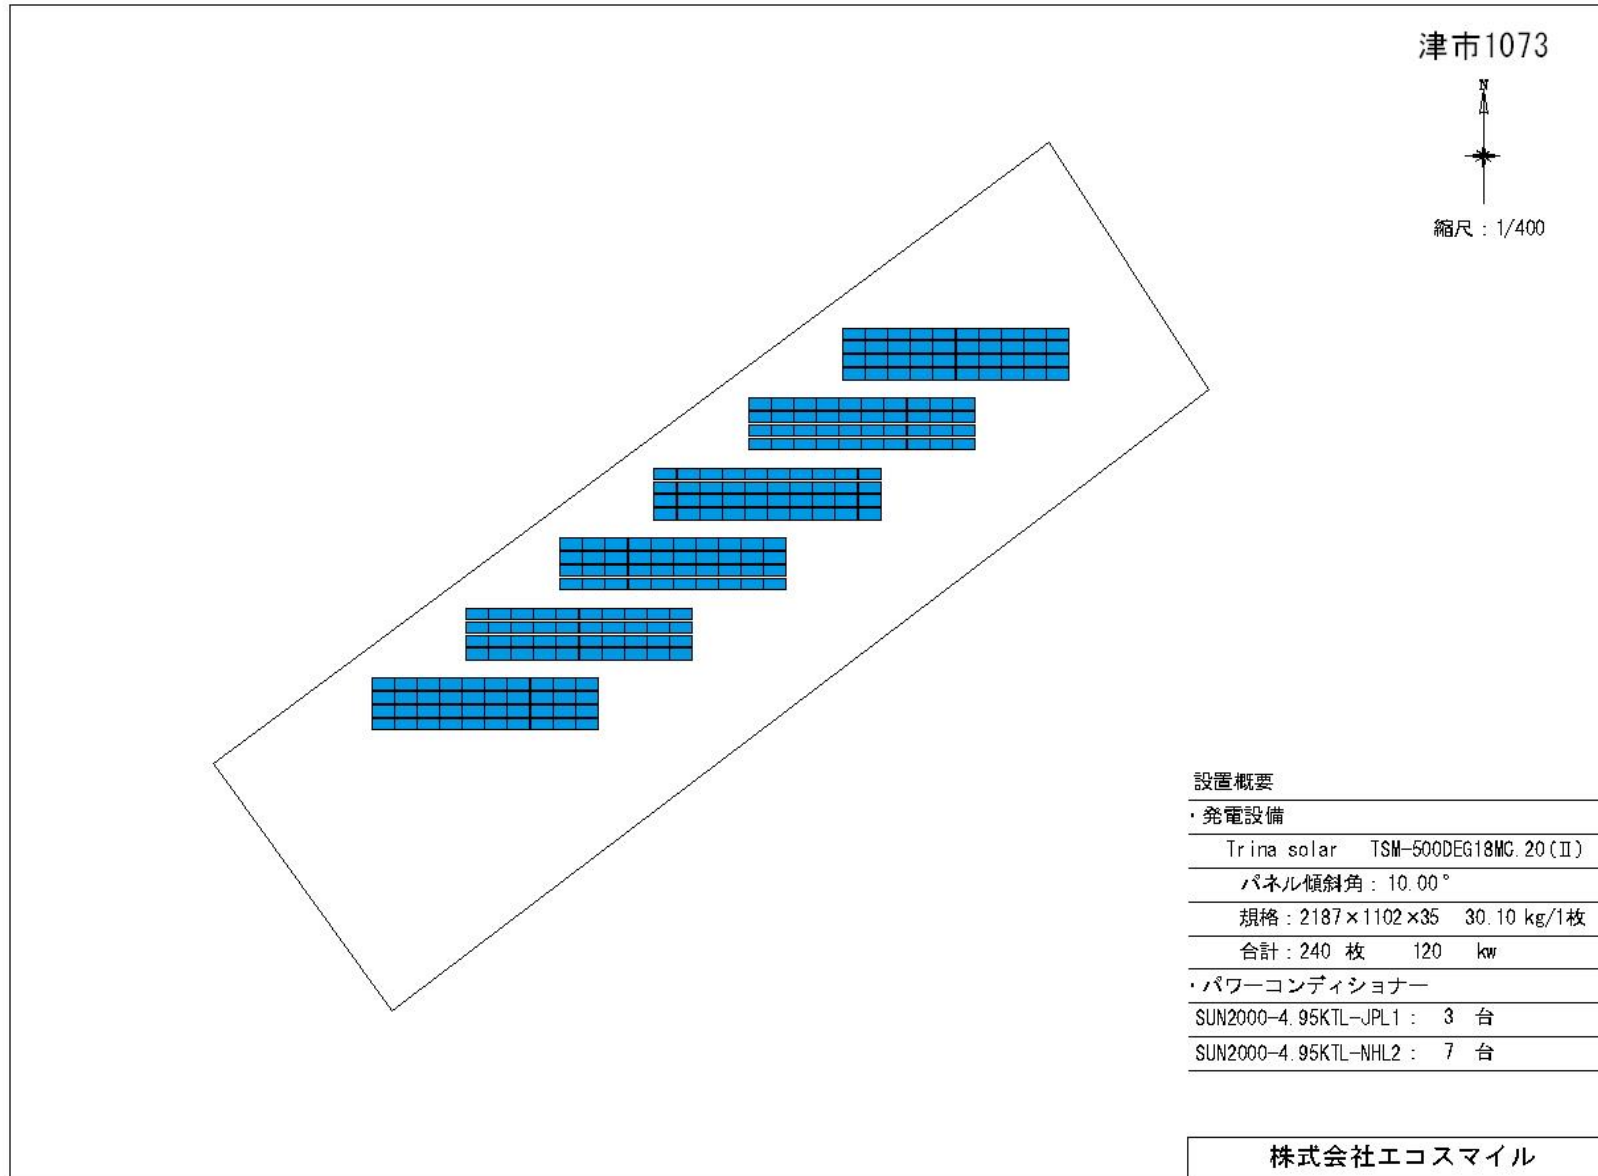 津市1073
N
縮尺：1/400
設置概要
・発電設備
Trina solar TSM-500DEG18MC.20(Ⅱ)
パネル傾斜角：10.00°
規格：2187×1102×35 30.10 kg/1枚
合計：240 枚 120 kw
・パワーコンディショナー
SUN2000-4.95KTL-JPL1： 3 台
SUN2000-4.95KTL-NHL2： 7 台
株式会社エコスマイル